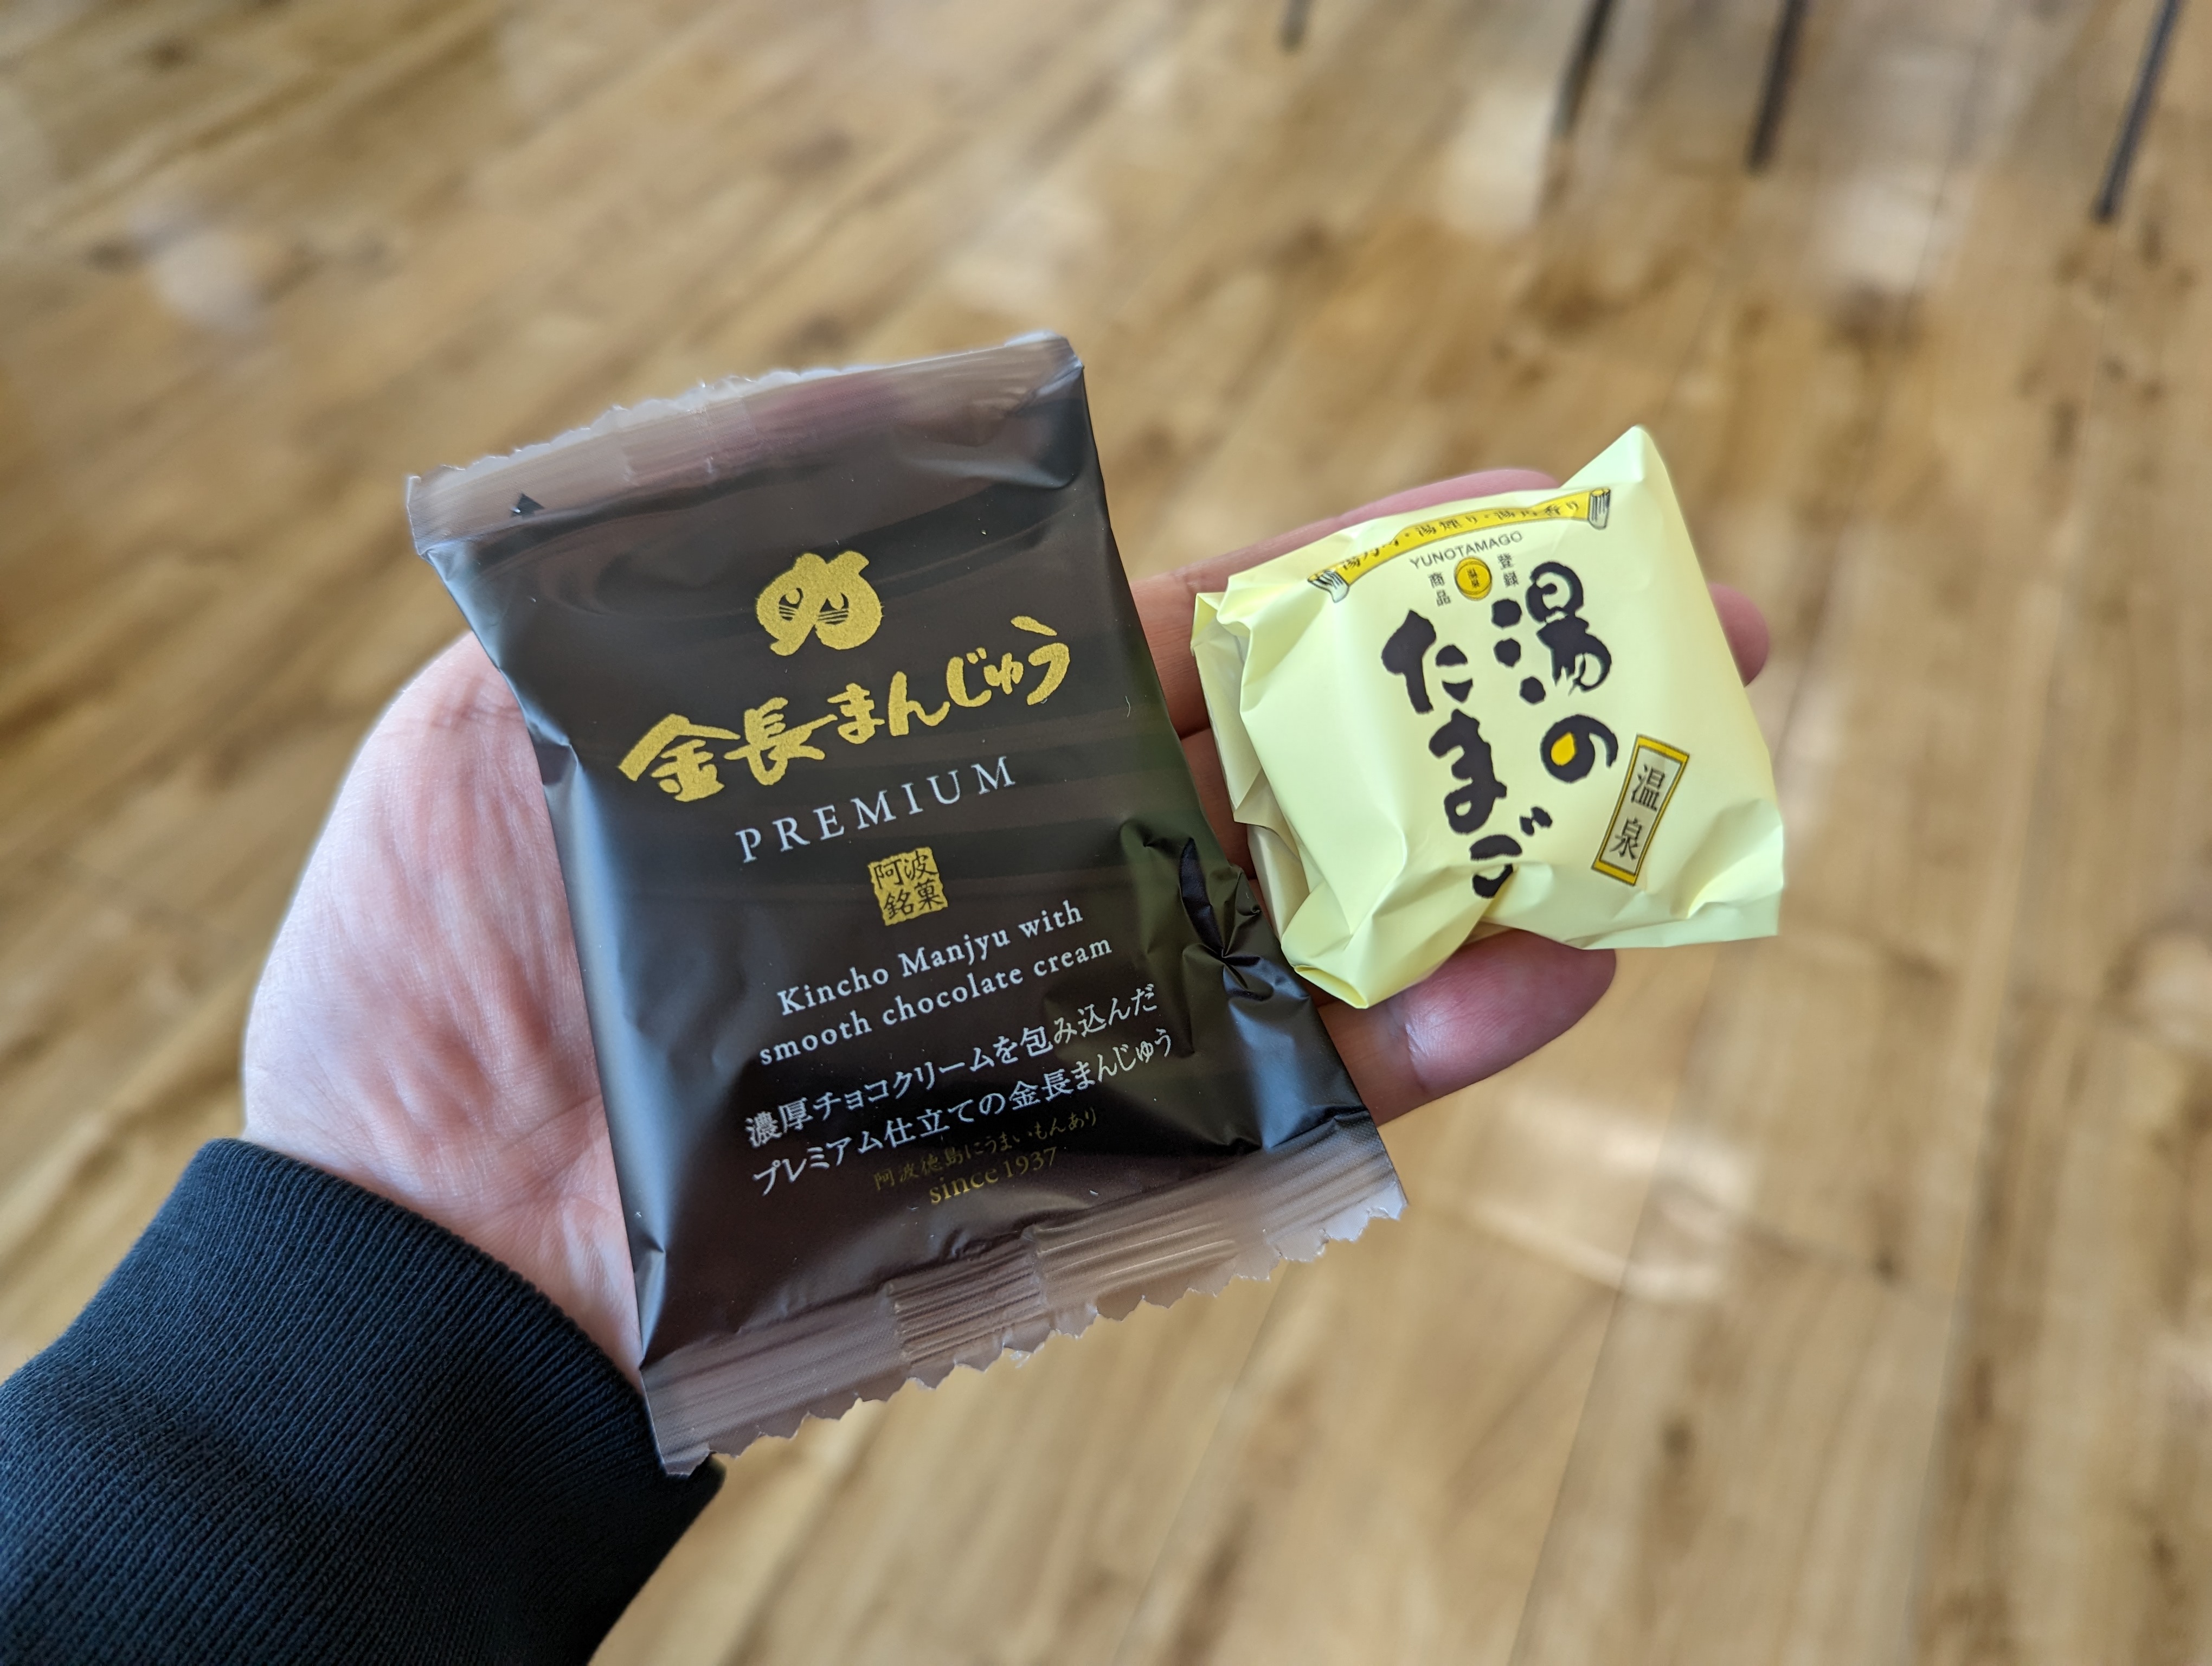 金長まんじゅう
PREMIUM
阿波
銘菓
Kincho Manjyu with
smooth chocolate cream
濃厚チョコクリームを包み込んだ
プレミアム仕立ての金長まんじゅう
阿波徳島にうまいもんあり
since 1937
YUNOTAMAGO
登録
商品
湯の
たまご
温泉